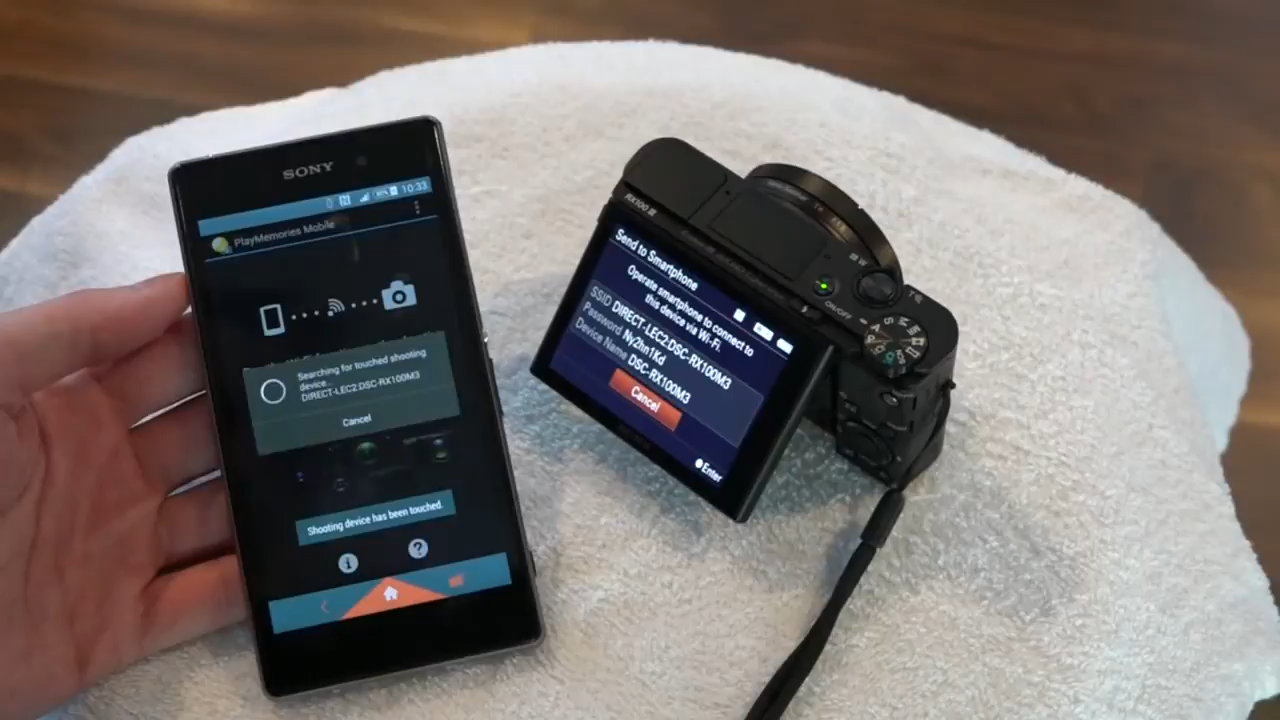 SONY
10:33
PlayMemories Mobile
Searching for touched shooting
device...
DIRECT-LEC2:DSC-RX100M3
Cancel
Shooting device has been touched.
RX100 III
Send to Smartphone
Operate smartphone to connect to
this device via Wi-Fi.
SSID DIRECT-LEC2:DSC-RX100M3
Password Ny2hn1Kd
Device Name DSC-RX100M3
Cancel
Enter
ON/OFF
W
T